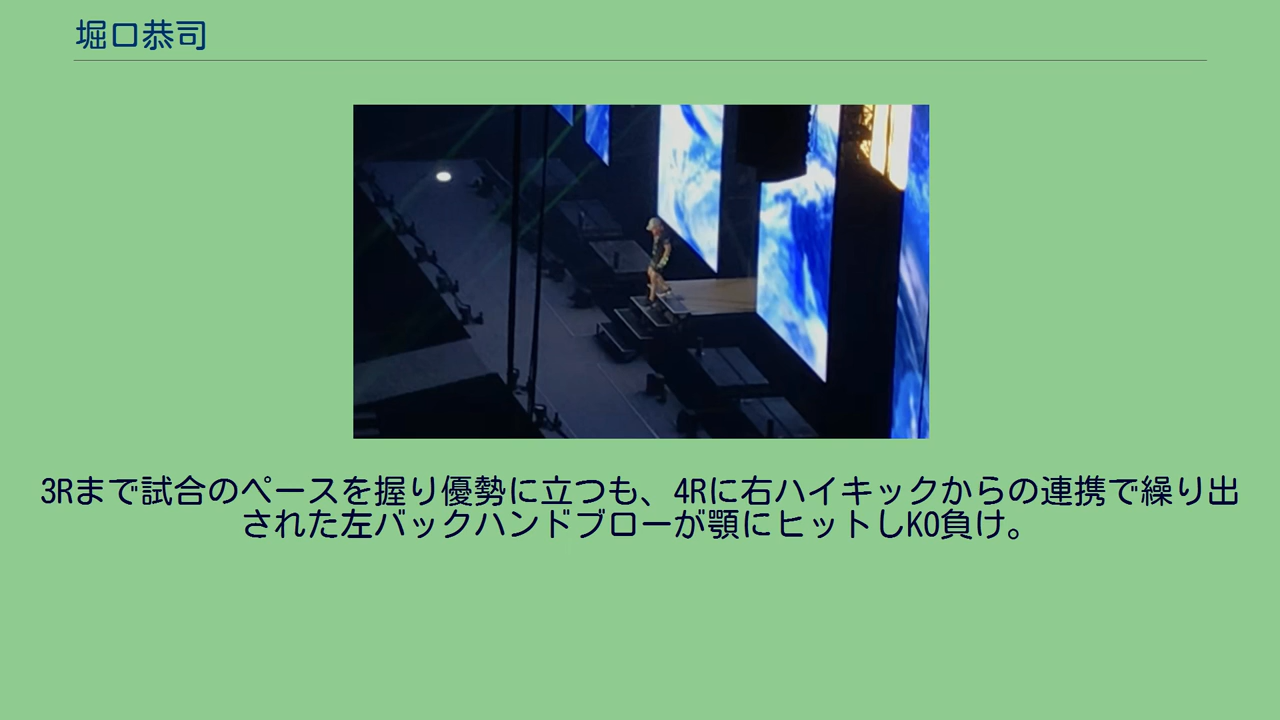 堀口恭司
3Rまで試合のペースを握り優勢に立つも、4Rに右ハイキックからの連携で繰り出
された左バックハンドブローが顎にヒットしKO負け。